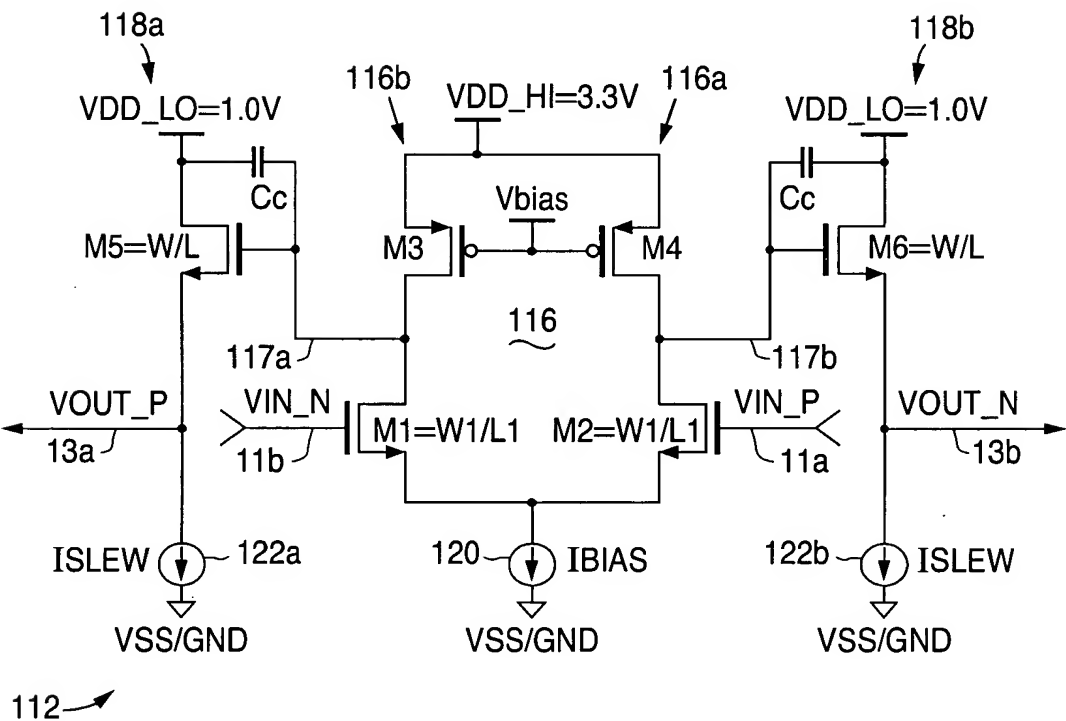 118a
118b
116b
116a
VDD_LO=1.0V
VDD_HI=3.3V
VDD_LO=1.0V
Cc
Vbias
Cc
M5=W/L
M3
M4
M6=W/L
116
117a
117b
VOUT_P
VIN_N
VIN_P
VOUT_N
13a
11b
M1=W1/L1
M2=W1/L1
11a
13b
ISLEW
122a
120
IBIAS
122b
ISLEW
VSS/GND
VSS/GND
VSS/GND
112